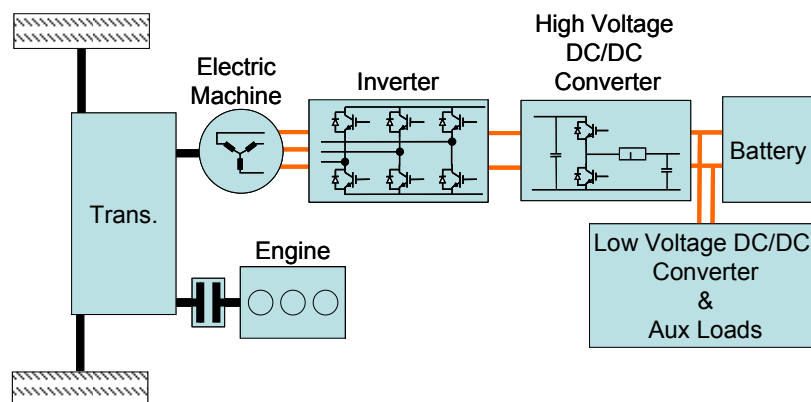 High Voltage
DC/DC
Converter
Electric
Machine
Inverter
Battery
Trans.
Engine
Low Voltage DC/DC
Converter
&
Aux Loads